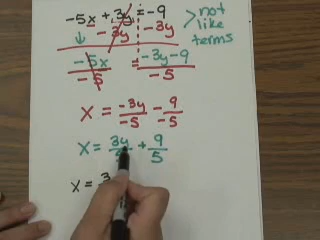 -5x + 3y = -9
- 3y - 3y
> not like terms
-5x = -3y -9
-5 -5
x = -3y - 9
-5 -5
x = 3y + 9
5
x = 3